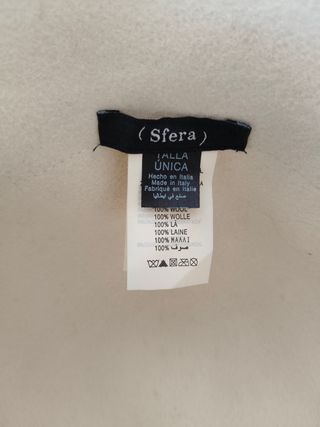 ( Sfera )
TALLA
ÚNICA
Hecho en Italia
Made in Italy
Fabriqué en Italie
صنع في ايطاليا
100% WOOL
100% WOLLE
100% LÃ
100% LAINE
100% ΜΑΛΛΙ
100% صوف